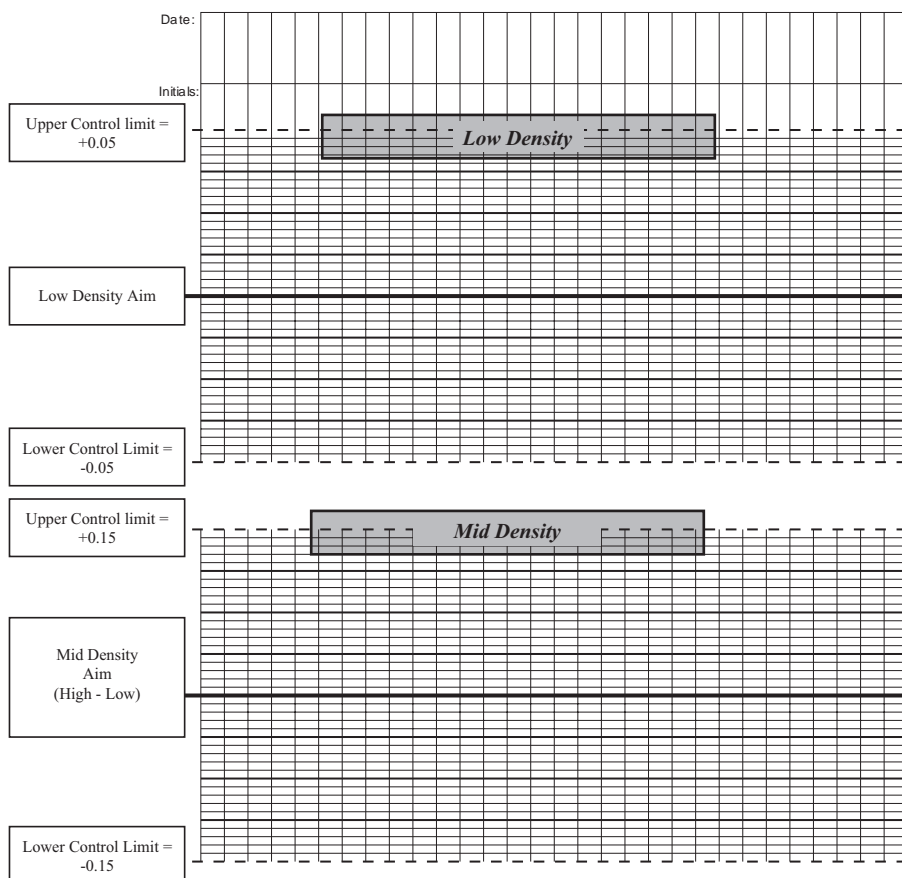 Date:
Initials:
Upper Control limit =
+0.05
Low Density
Low Density Aim
Lower Control Limit =
-0.05
Upper Control limit =
+0.15
Mid Density
Mid Density
Aim
(High - Low)
Lower Control Limit =
-0.15